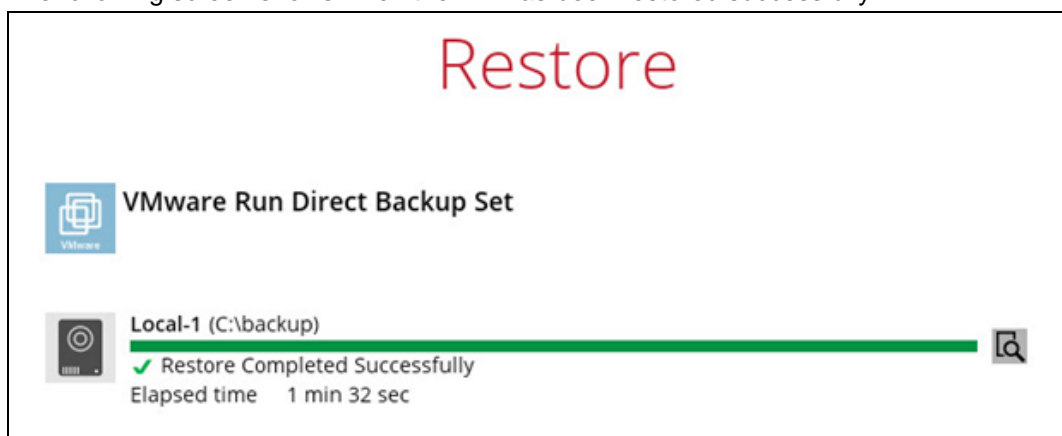 Restore
VMware Run Direct Backup Set
VMware
Local-1 (C:\backup)
Restore Completed Successfully
Elapsed time 1 min 32 sec